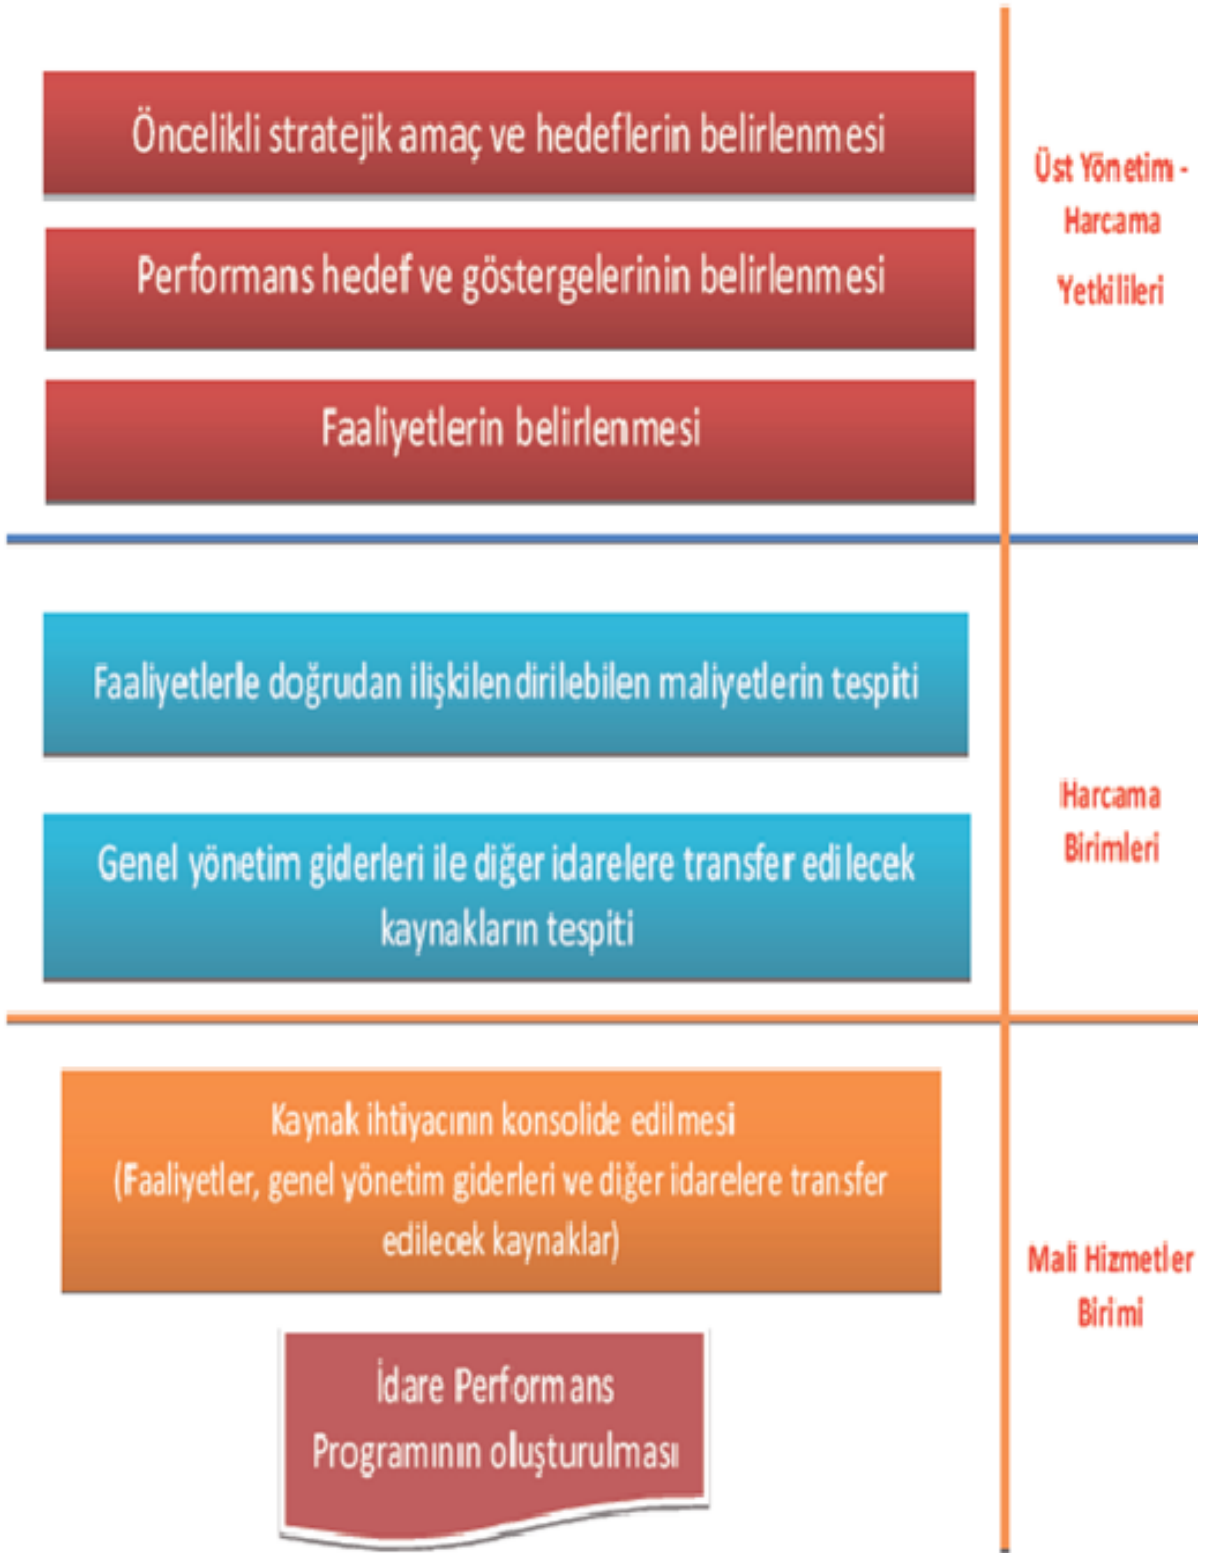 Öncelikli stratejik amaç ve hedeflerin belirlenmesi
Performans hedef ve göstergelerinin belirlenmesi
Faaliyetlerin belirlenmesi
Üst Yönetim -
Harcama
Yetkilileri
Faaliyetlerle doğrudan ilişkilendirilebilen maliyetlerin tespiti
Genel yönetim giderleri ile diğer idarelere transfer edilecek
kaynakların tespiti
Harcama
Birimleri
Kaynak ihtiyacının konsolide edilmesi
(Faaliyetler, genel yönetim giderleri ve diğer idarelere transfer
edilecek kaynaklar)
İdare Performans
Programının oluşturulması
Mali Hizmetler
Birimi